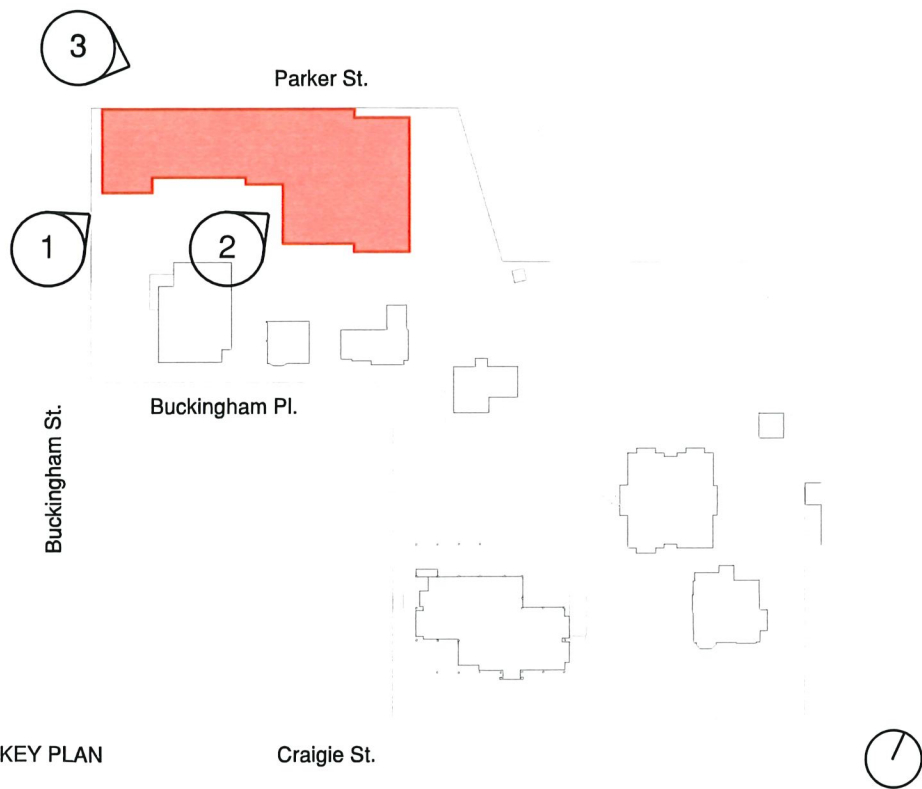 3
Parker St.
1
2
Buckingham Pl.
Buckingham St.
KEY PLAN
Craigie St.